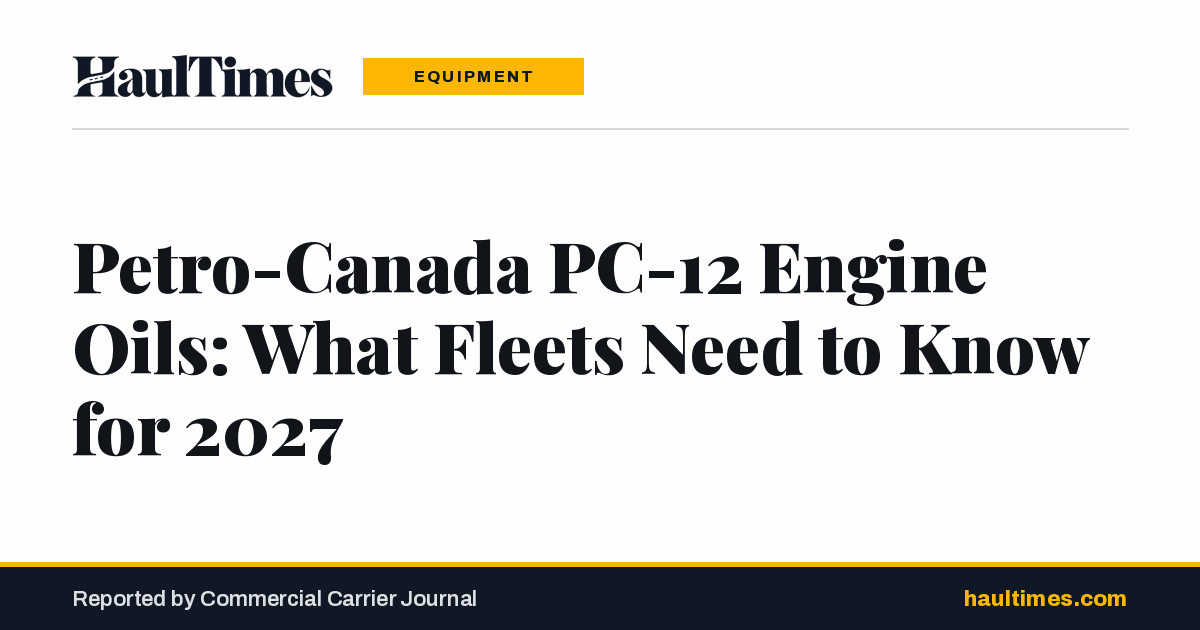 HaulTimes
EQUIPMENT
Petro-Canada PC-12 Engine
Oils: What Fleets Need to Know
for 2027
Reported by Commercial Carrier Journal
haultimes.com